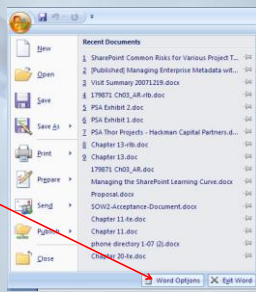 New
Open
Save
Save As
Print
Prepare
Send
Publish
Close
Recent Documents
1 SharePoint Common Risks for Various Project T...
2 [Published] Managing Enterprise Metadata wit...
3 Visit Summary 20071219.docx
4 179871 Ch03_AR-rlb.doc
5 PSA Exhibit 2.doc
6 PSA Exhibit 1.doc
7 PSA Thor Projects - Hackman Capital Partners.d...
8 Chapter 13-rlb.doc
9 Chapter 13.doc
179871 Ch03_AR.doc
Managing the SharePoint Learning Curve.docx
Proposal.docx
SOW2-Acceptance-Document.docx
Chapter 11-te.doc
Chapter 11.doc
phone directory 1-07 (2).docx
Chapter 20-te.doc
Word Options
X Exit Word